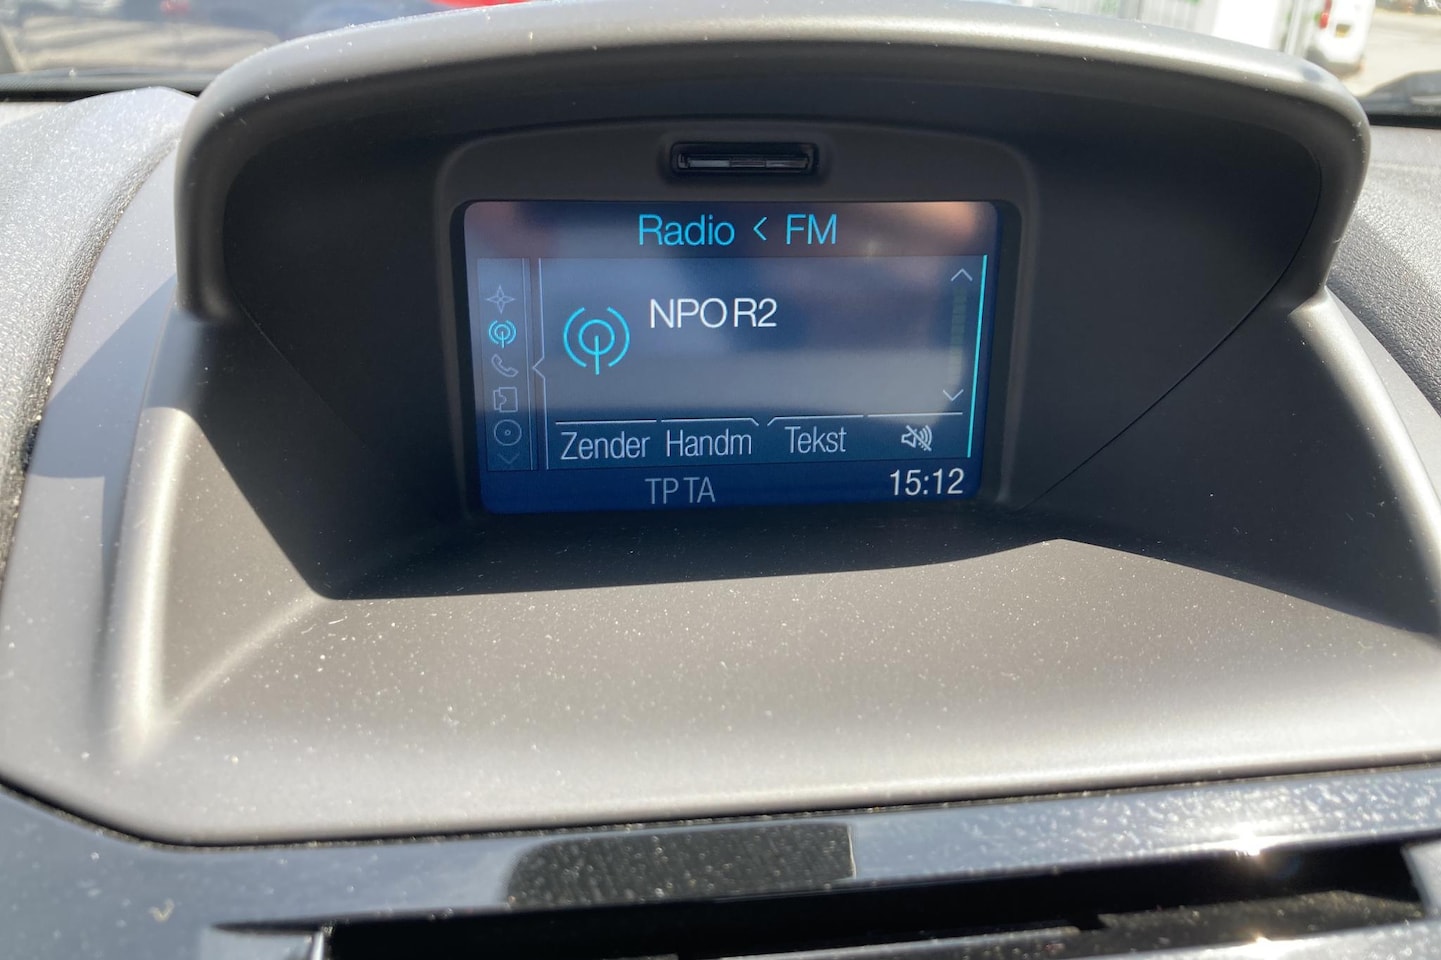 Radio < FM
NPO R2
Zender Handm Tekst
TP TA 15:12